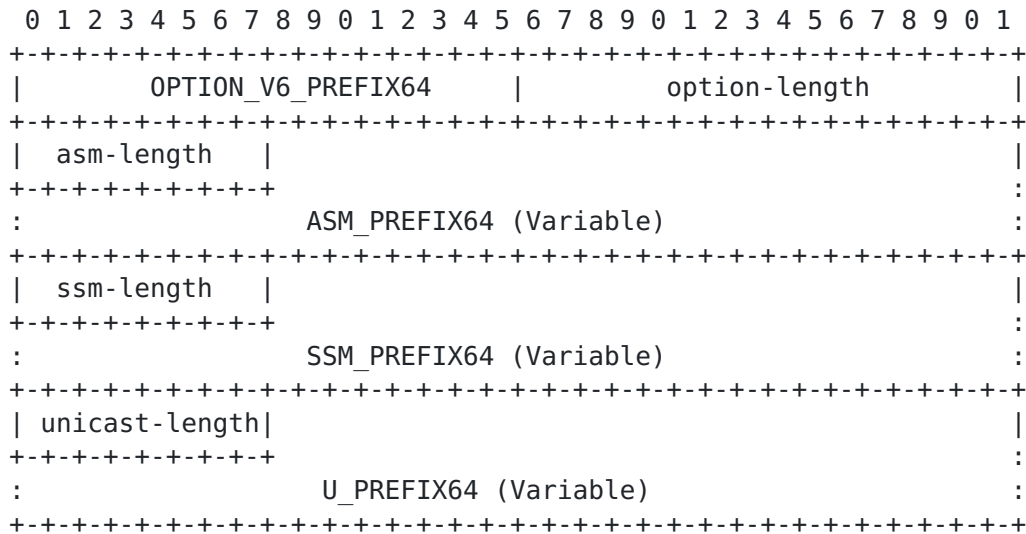 0 1 2 3 4 5 6 7 8 9 0 1 2 3 4 5 6 7 8 9 0 1 2 3 4 5 6 7 8 9 0 1
+-+-+-+-+-+-+-+-+-+-+-+-+-+-+-+-+-+-+-+-+-+-+-+-+-+-+-+-+-+-+-+-+
|         OPTION_V6_PREFIX64     |         option-length         |
+-+-+-+-+-+-+-+-+-+-+-+-+-+-+-+-+-+-+-+-+-+-+-+-+-+-+-+-+-+-+-+-+
|  asm-length   |                                               |
+-+-+-+-+-+-+-+-+                                               :
:                  ASM_PREFIX64 (Variable)                      :
+-+-+-+-+-+-+-+-+-+-+-+-+-+-+-+-+-+-+-+-+-+-+-+-+-+-+-+-+-+-+-+-+
|  ssm-length   |                                               |
+-+-+-+-+-+-+-+-+                                               :
:                  SSM_PREFIX64 (Variable)                      :
+-+-+-+-+-+-+-+-+-+-+-+-+-+-+-+-+-+-+-+-+-+-+-+-+-+-+-+-+-+-+-+-+
| unicast-length|                                               |
+-+-+-+-+-+-+-+-+                                               :
:                   U_PREFIX64 (Variable)                       :
+-+-+-+-+-+-+-+-+-+-+-+-+-+-+-+-+-+-+-+-+-+-+-+-+-+-+-+-+-+-+-+-+